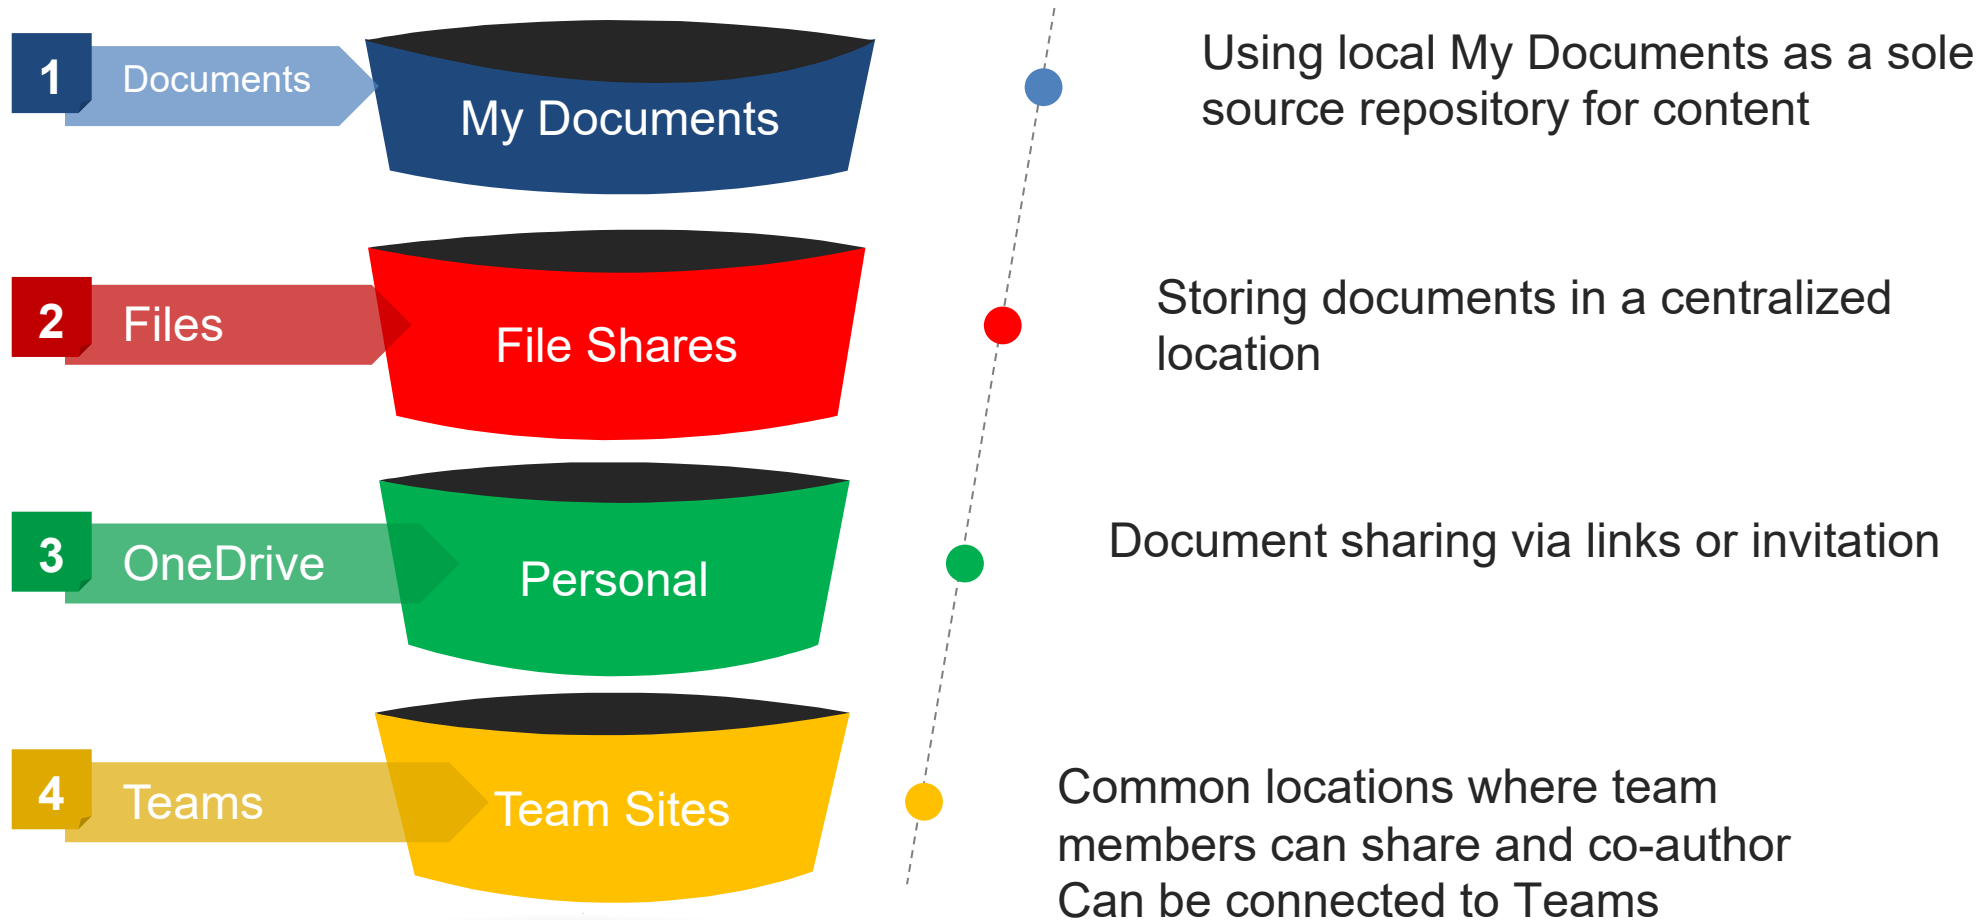 1
Documents
My Documents
Using local My Documents as a sole
source repository for content
2
Files
File Shares
Storing documents in a centralized
location
3
OneDrive
Personal
Document sharing via links or invitation
4
Teams
Team Sites
Common locations where team
members can share and co-author
Can be connected to Teams